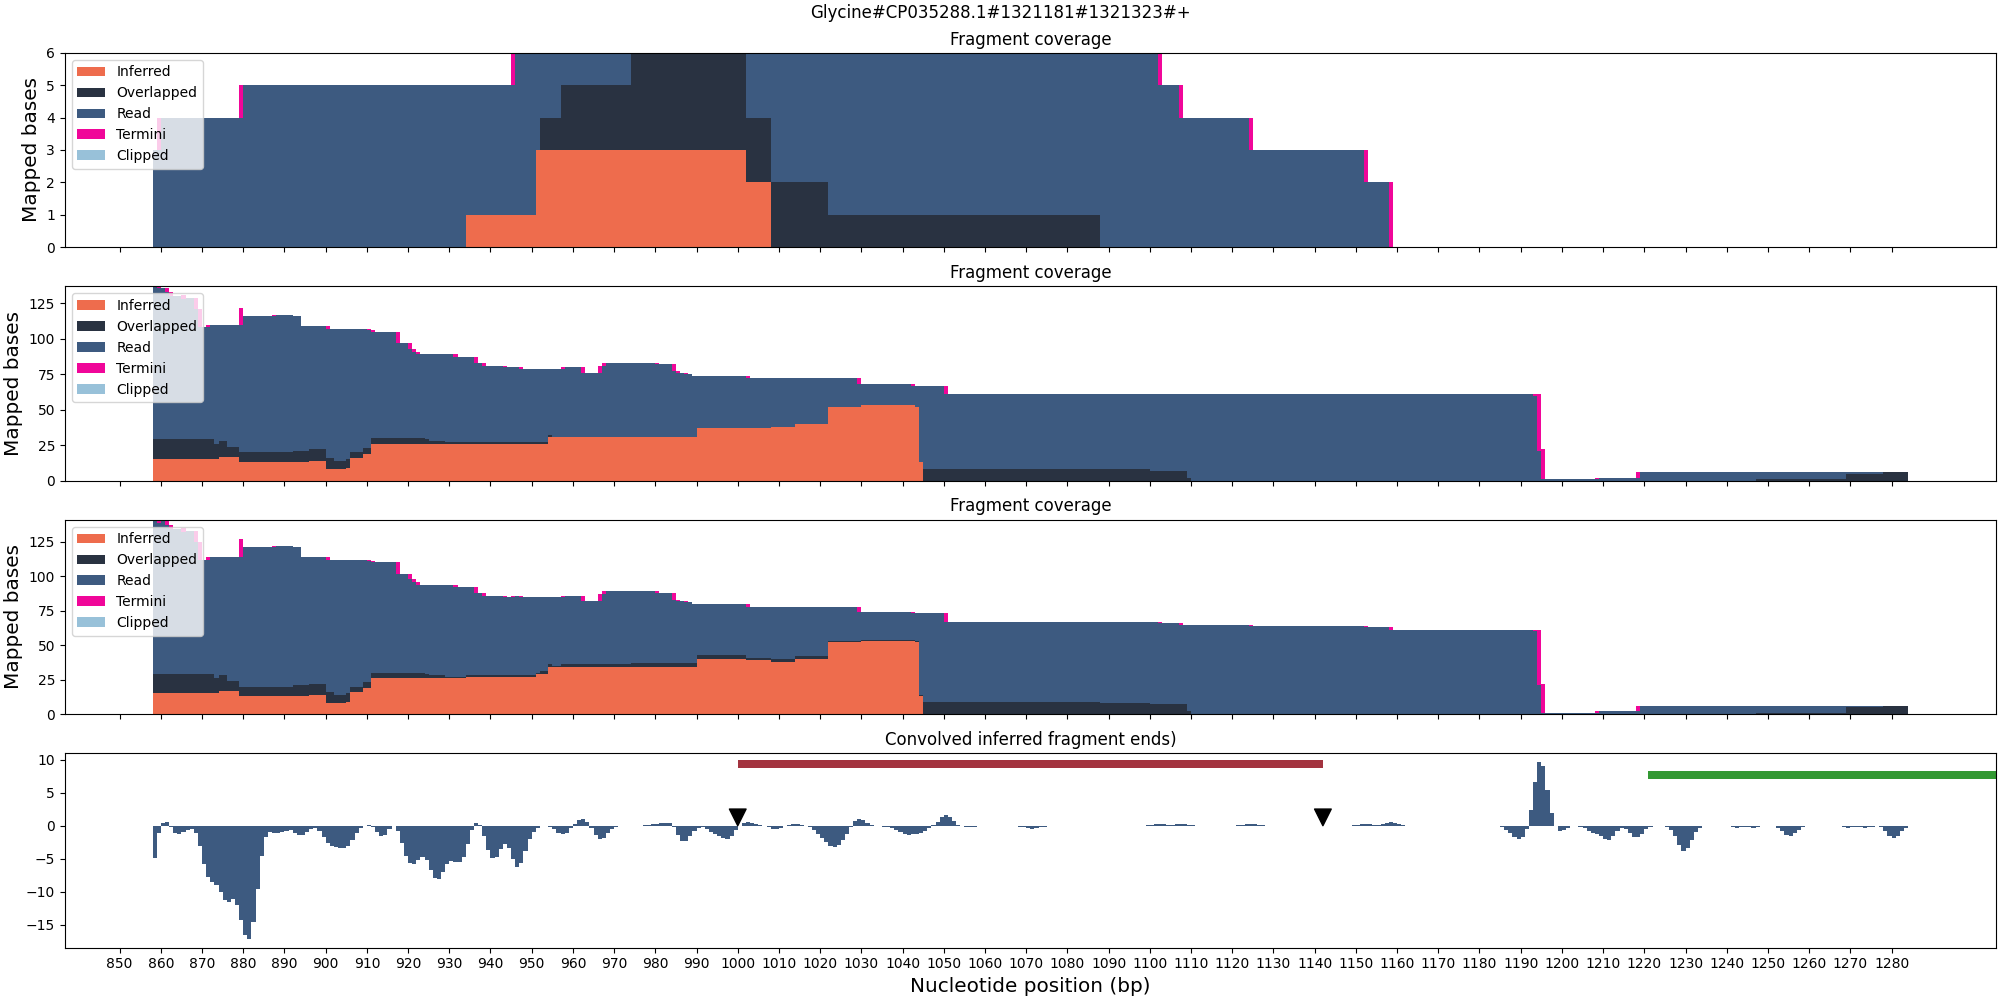 Glycine#CP035288.1#1321181#1321323#+
Fragment coverage
Mapped bases
6
5
4
3
2
1
0
Inferred
Overlapped
Read
Termini
Clipped
Fragment coverage
Mapped bases
125
100
75
50
25
0
Inferred
Overlapped
Read
Termini
Clipped
Fragment coverage
Mapped bases
125
100
75
50
25
0
Inferred
Overlapped
Read
Termini
Clipped
Convolved inferred fragment ends)
10
5
0
−5
−10
−15
850 860 870 880 890 900 910 920 930 940 950 960 970 980 990 1000 1010 1020 1030 1040 1050 1060 1070 1080 1090 1100 1110 1120 1130 1140 1150 1160 1170 1180 1190 1200 1210 1220 1230 1240 1250 1260 1270 1280
Nucleotide position (bp)